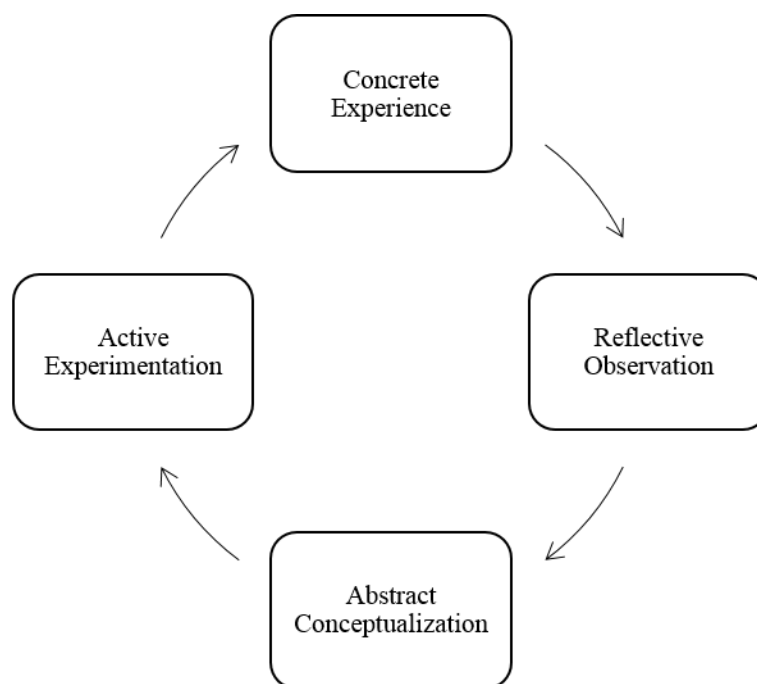 Concrete
Experience
Active
Experimentation
Reflective
Observation
Abstract
Conceptualization